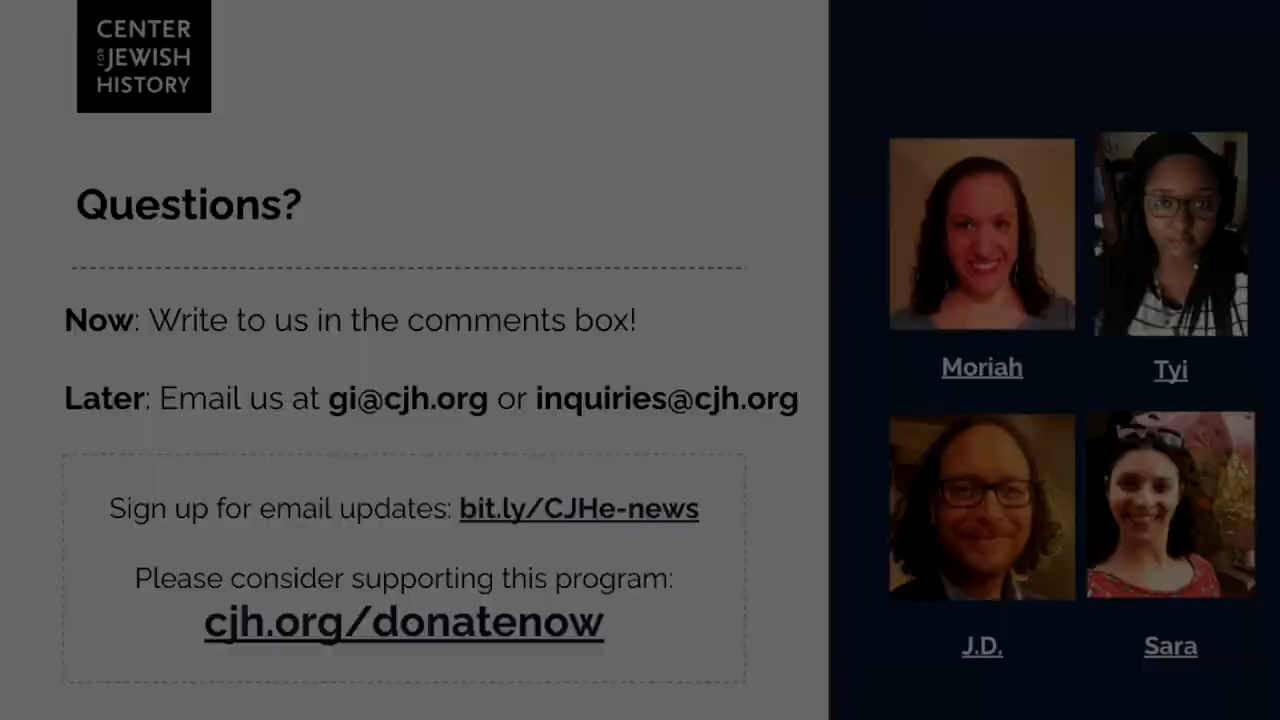 CENTER
FOR JEWISH
HISTORY
Questions?
Now: Write to us in the comments box!
Later: Email us at gi@cjh.org or inquiries@cjh.org
Sign up for email updates: bit.ly/CJHe-news
Please consider supporting this program:
cjh.org/donatenow
Moriah
Tyi
J.D.
Sara